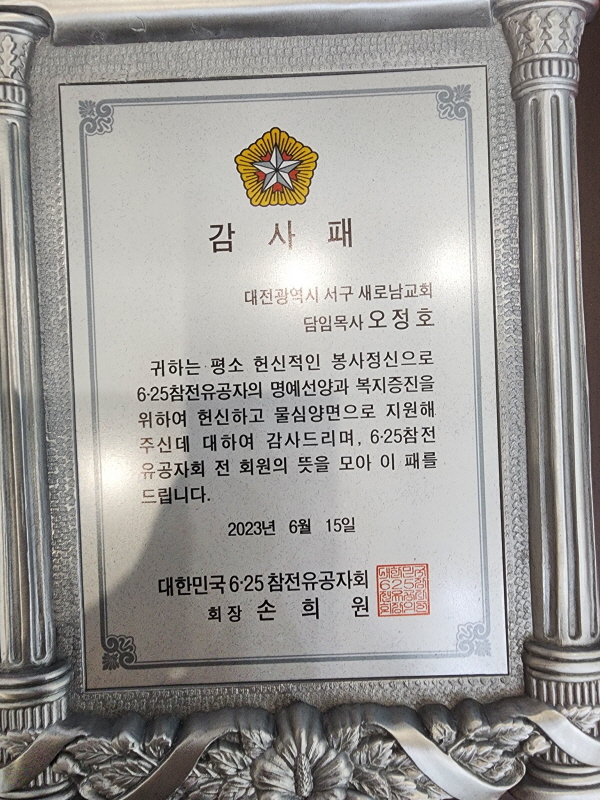 감 사 패
대전광역시 서구 새로남교회
담임목사 오정호
귀하는 평소 헌신적인 봉사정신으로
6·25참전유공자의 명예선양과 복지증진을
위하여 헌신하고 물심양면으로 지원해
주신데 대하여 감사드리며, 6·25참전
유공자회 전 회원의 뜻을 모아 이 패를
드립니다.
2023년 6월 15일
대한민국 6·25 참전유공자회
회장 손 희 원